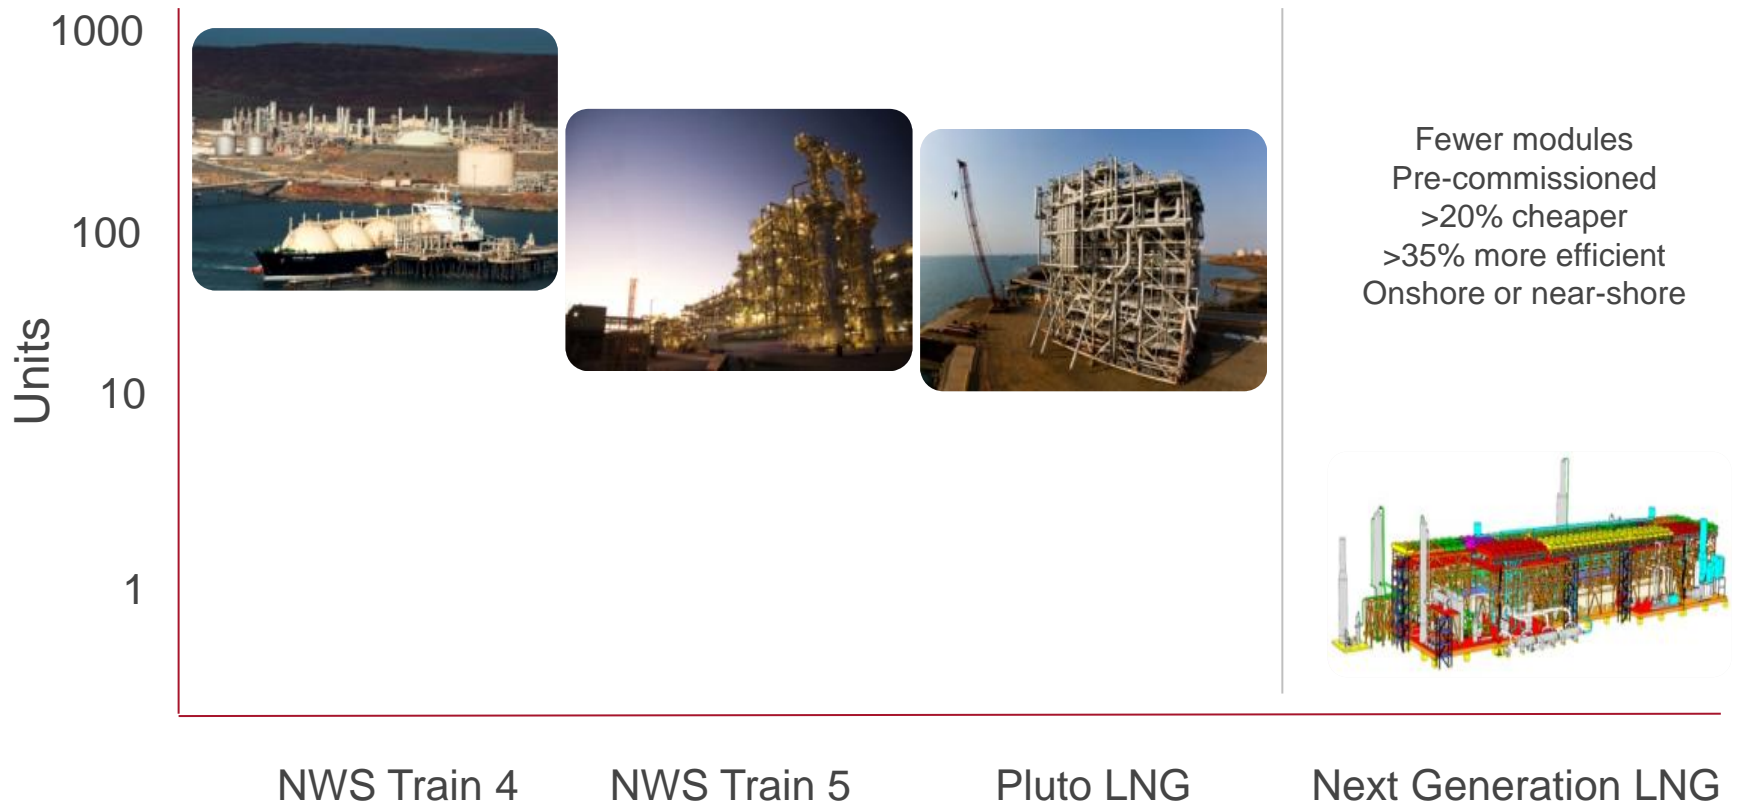 1000
100
10
1
Units
Fewer modules
Pre-commissioned
>20% cheaper
>35% more efficient
Onshore or near-shore
NWS Train 4
NWS Train 5
Pluto LNG
Next Generation LNG